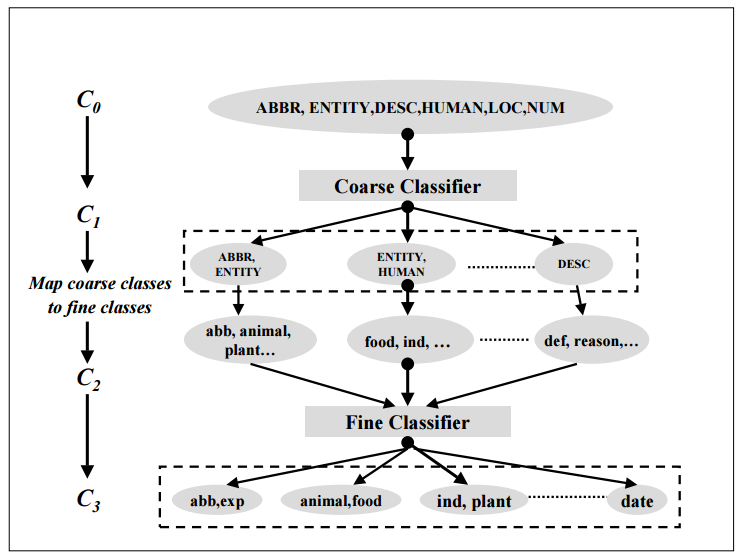 C0
ABBR, ENTITY,DESC,HUMAN,LOC,NUM
Coarse Classifier
C1
ABBR,
ENTITY
ENTITY,
HUMAN
DESC
Map coarse classes
to fine classes
abb, animal,
plant…
food, ind, …
def, reason,…
C2
Fine Classifier
C3
abb,exp
animal,food
ind, plant
date